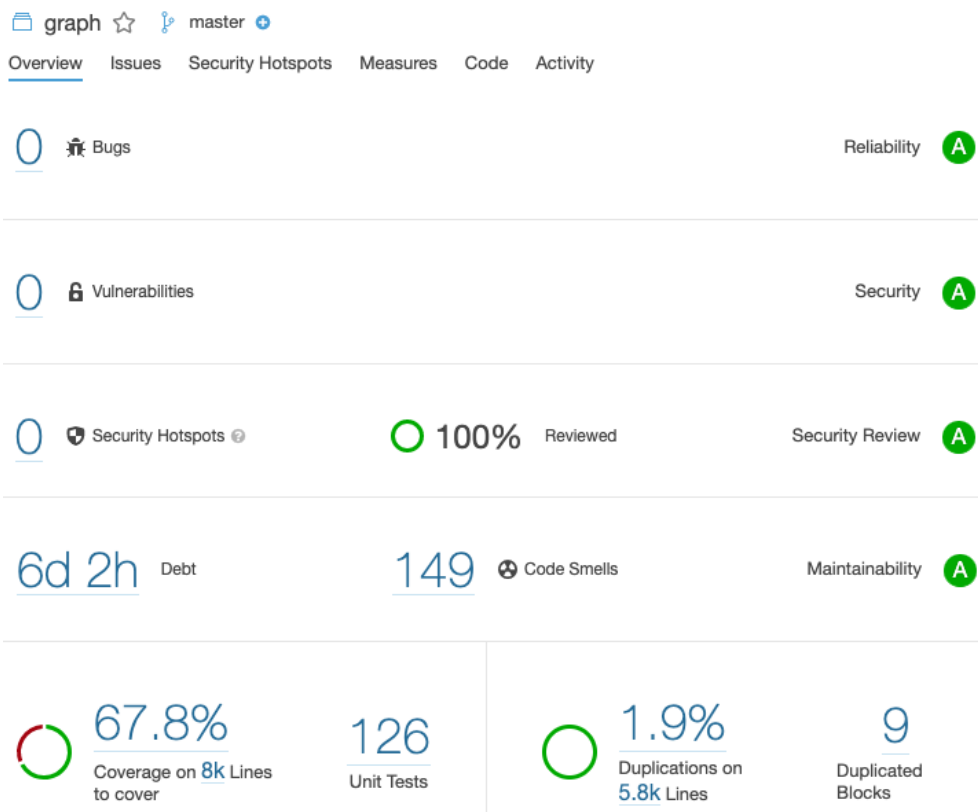 graph master
Overview Issues Security Hotspots Measures Code Activity
0 Bugs Reliability A
0 Vulnerabilities Security A
0 Security Hotspots ? 100% Reviewed Security Review A
6d 2h Debt 149 Code Smells Maintainability A
67.8%
Coverage on 8k Lines
to cover
126
Unit Tests
1.9%
Duplications on
5.8k Lines
9
Duplicated
Blocks